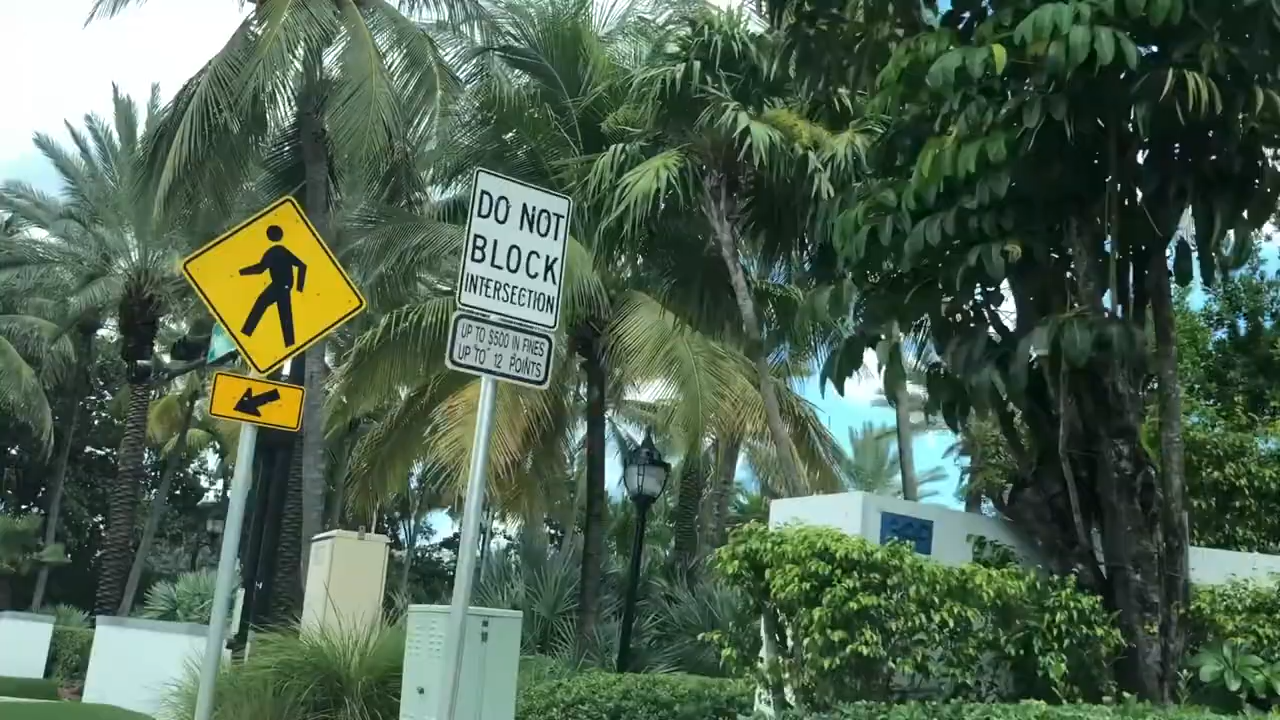 DO NOT
BLOCK
INTERSECTION
UP TO $500 IN FINES
UP TO 12 POINTS